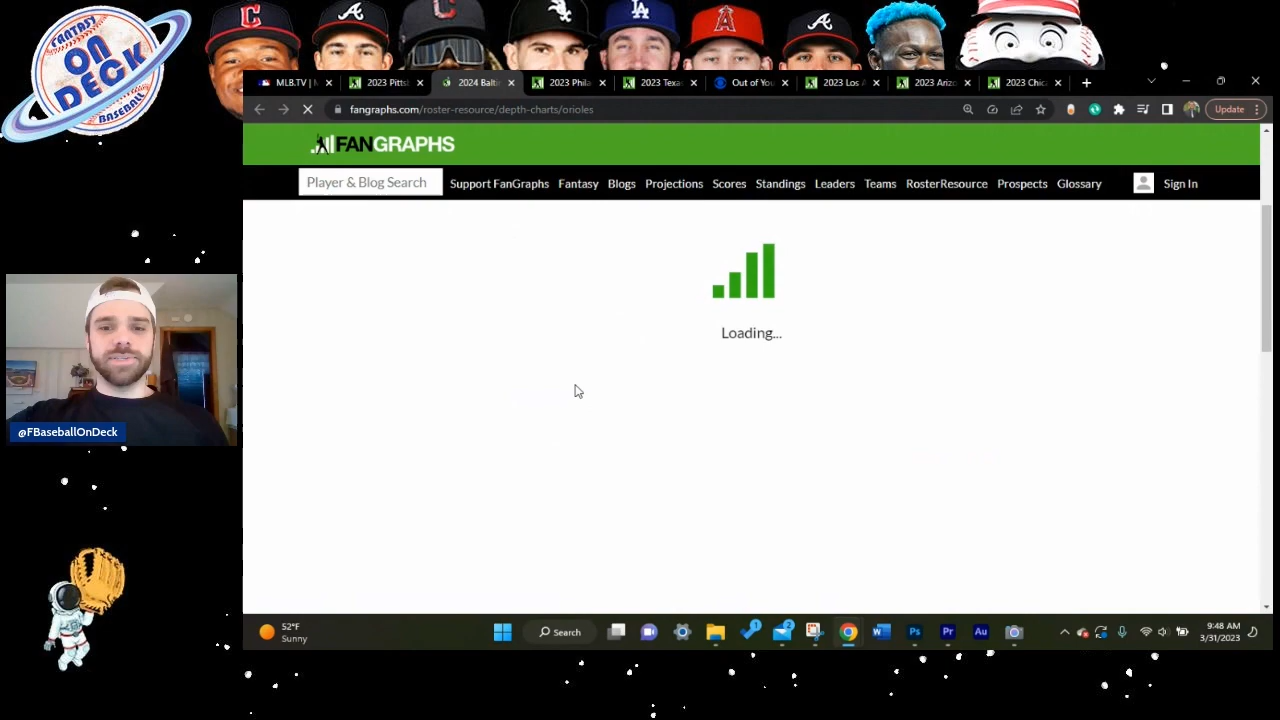 FANTASY
ON
DECK
BASEBALL
MLB.TV | M
2023 Pittsb
2024 Baltin
2023 Phila
2023 Texa
Out of You
2023 Los A
2023 Arizo
2023 Chic
fangraphs.com/roster-resource/depth-charts/orioles
Update
FANGRAPHS
Player & Blog Search
Support FanGraphs
Fantasy
Blogs
Projections
Scores
Standings
Leaders
Teams
RosterResource
Prospects
Glossary
Sign In
Loading...
@FBaseballOnDeck
52°F
Sunny
Search
9:48 AM
3/31/2023